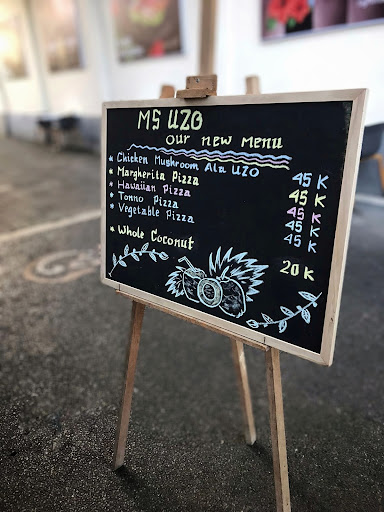 MS UZO
our new menu
* Chicken Mushroom Ala UZO 45 K
* Margherita Pizza 45 K
* Hawaiian Pizza 45 K
* Tonno Pizza 45 K
* Vegetable Pizza 45 K
* Whole Coconut 20 K